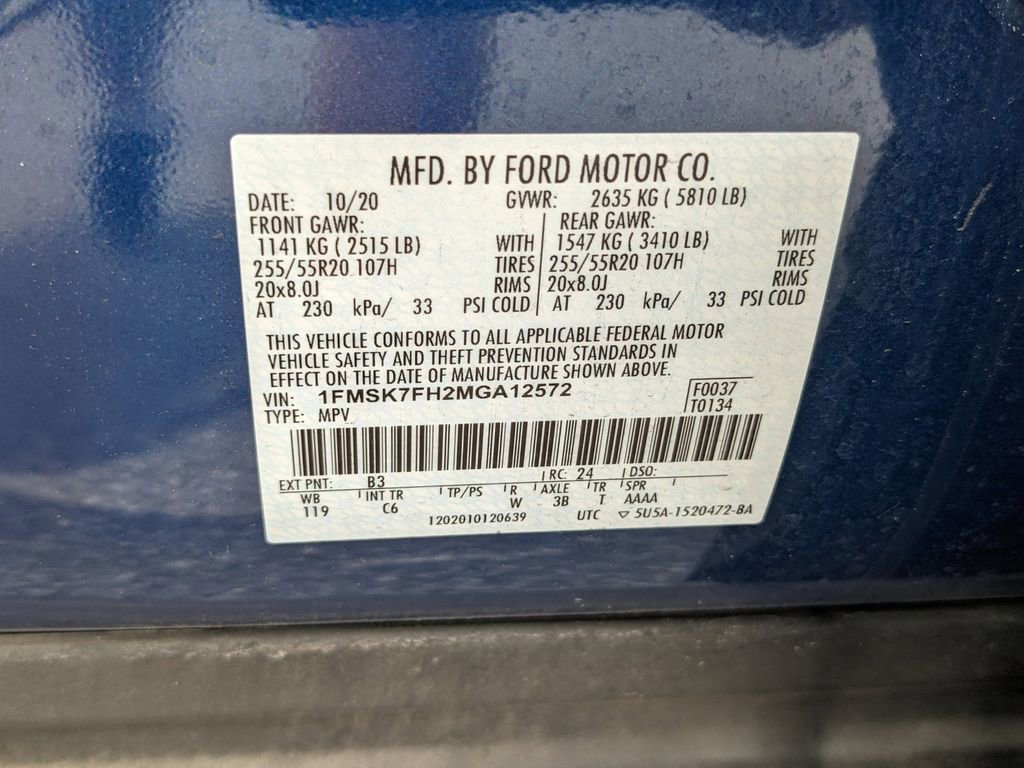 MFD. BY FORD MOTOR CO.
DATE: 10/20 GVWR: 2635 KG ( 5810 LB)
FRONT GAWR: REAR GAWR:
1141 KG ( 2515 LB) WITH 1547 KG ( 3410 LB) WITH
255/55R20 107H TIRES 255/55R20 107H TIRES
20x8.0J RIMS 20x8.0J RIMS
AT 230 kPa/ 33 PSI COLD AT 230 kPa/ 33 PSI COLD
THIS VEHICLE CONFORMS TO ALL APPLICABLE FEDERAL MOTOR
VEHICLE SAFETY AND THEFT PREVENTION STANDARDS IN
EFFECT ON THE DATE OF MANUFACTURE SHOWN ABOVE.
VIN: 1FMSK7FH2MGA12572 F0037
TYPE: MPV T0134
EXT PNT: B3 RC: 24 DSO:
WB INT TR TP/PS R AXLE TR SPR
119 C6 W 3B T AAAA
1202010120639 UTC ▽ 5U5A-1520472-BA